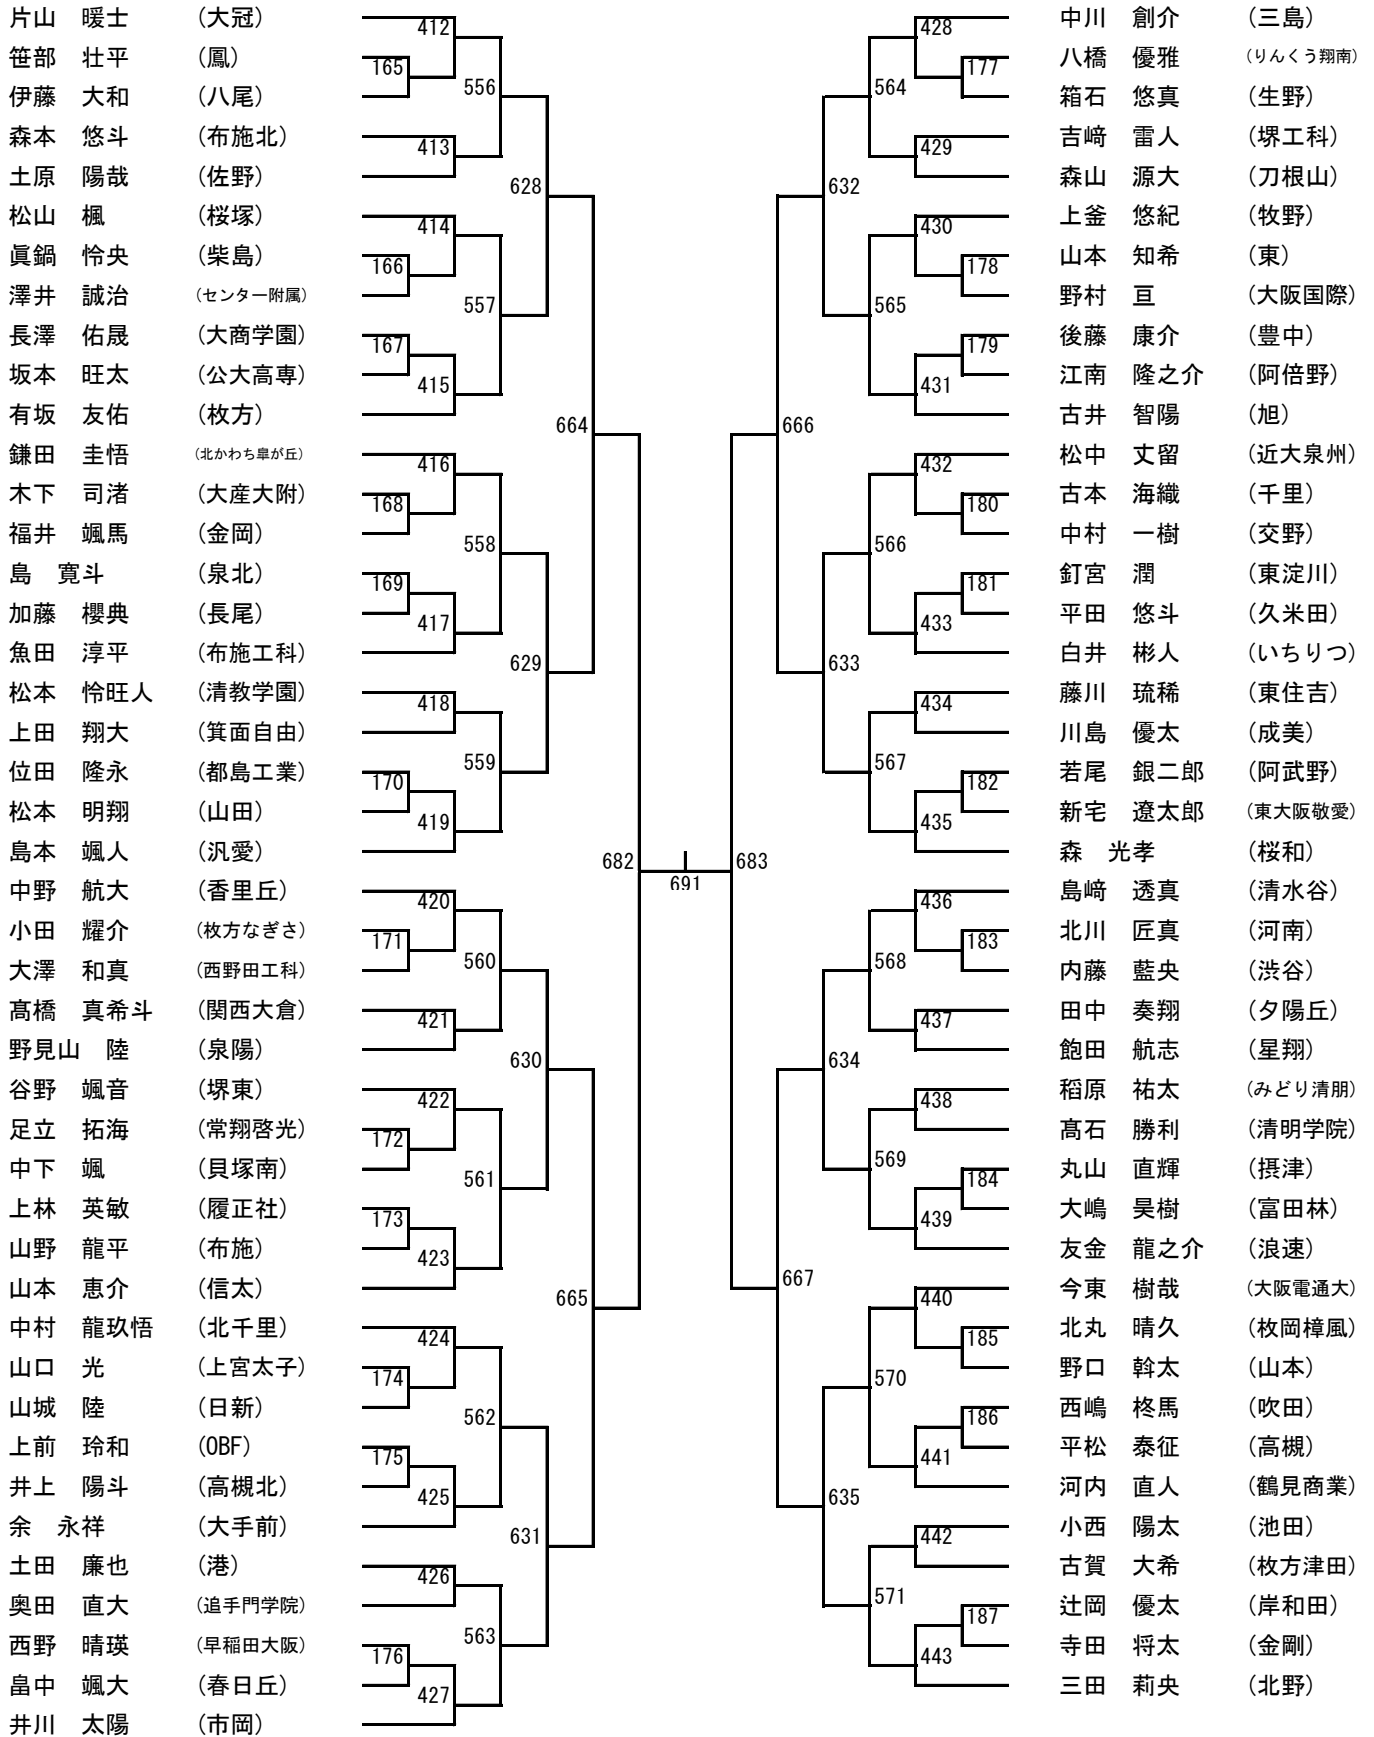 片山　暖士　(大冠)
笹部　壮平　(鳳)
伊藤　大和　(八尾)
森本　悠斗　(布施北)
土原　陽哉　(佐野)
松山　楓　(桜塚)
眞鍋　怜央　(柴島)
澤井　誠治　(センター附属)
長澤　佑晟　(大商学園)
坂本　旺太　(公大高専)
有坂　友佑　(枚方)
鎌田　圭悟　(北かわち皐が丘)
木下　司渚　(大産大附)
福井　颯馬　(金岡)
島　寛斗　(泉北)
加藤　櫻典　(長尾)
魚田　淳平　(布施工科)
松本　怜旺人　(清教学園)
上田　翔大　(箕面自由)
位田　隆永　(都島工業)
松本　明翔　(山田)
島本　颯人　(汎愛)
中野　航大　(香里丘)
小田　耀介　(枚方なぎさ)
大澤　和真　(西野田工科)
髙橋　真希斗　(関西大倉)
野見山　陸　(泉陽)
谷野　颯音　(堺東)
足立　拓海　(常翔啓光)
中下　颯　(貝塚南)
上林　英敏　(履正社)
山野　龍平　(布施)
山本　恵介　(信太)
中村　龍玖悟　(北千里)
山口　光　(上宮太子)
山城　陸　(日新)
上前　玲和　(OBF)
井上　陽斗　(高槻北)
余　永祥　(大手前)
土田　廉也　(港)
奥田　直大　(追手門学院)
西野　晴瑛　(早稲田大阪)
畠中　颯大　(春日丘)
井川　太陽　(市岡)
412
165
556
413
628
414
166
557
167
415
664
416
168
558
169
417
629
418
559
170
419
682
420
171
560
421
630
422
172
561
173
423
665
424
174
562
175
425
631
426
563
176
427
691
683
428
177
564
429
632
430
178
565
179
431
666
432
180
566
181
433
633
434
567
182
435
436
183
568
437
634
438
569
184
439
667
440
185
570
186
441
635
442
571
187
443
中川　創介　(三島)
八橋　優雅　(りんくう翔南)
箱石　悠真　(生野)
吉﨑　雷人　(堺工科)
森山　源大　(刀根山)
上釜　悠紀　(牧野)
山本　知希　(東)
野村　亘　(大阪国際)
後藤　康介　(豊中)
江南　隆之介　(阿倍野)
古井　智陽　(旭)
松中　丈留　(近大泉州)
古本　海織　(千里)
中村　一樹　(交野)
釘宮　潤　(東淀川)
平田　悠斗　(久米田)
白井　彬人　(いちりつ)
藤川　琉稀　(東住吉)
川島　優太　(成美)
若尾　銀二郎　(阿武野)
新宅　遼太郎　(東大阪敬愛)
森　光孝　(桜和)
島﨑　透真　(清水谷)
北川　匠真　(河南)
内藤　藍央　(渋谷)
田中　奏翔　(夕陽丘)
飽田　航志　(星翔)
稻原　祐太　(みどり清朋)
髙石　勝利　(清明学院)
丸山　直輝　(摂津)
大嶋　昊樹　(富田林)
友金　龍之介　(浪速)
今東　樹哉　(大阪電通大)
北丸　晴久　(枚岡樟風)
野口　斡太　(山本)
西嶋　柊馬　(吹田)
平松　泰征　(高槻)
河内　直人　(鶴見商業)
小西　陽太　(池田)
古賀　大希　(枚方津田)
辻岡　優太　(岸和田)
寺田　将太　(金剛)
三田　莉央　(北野)